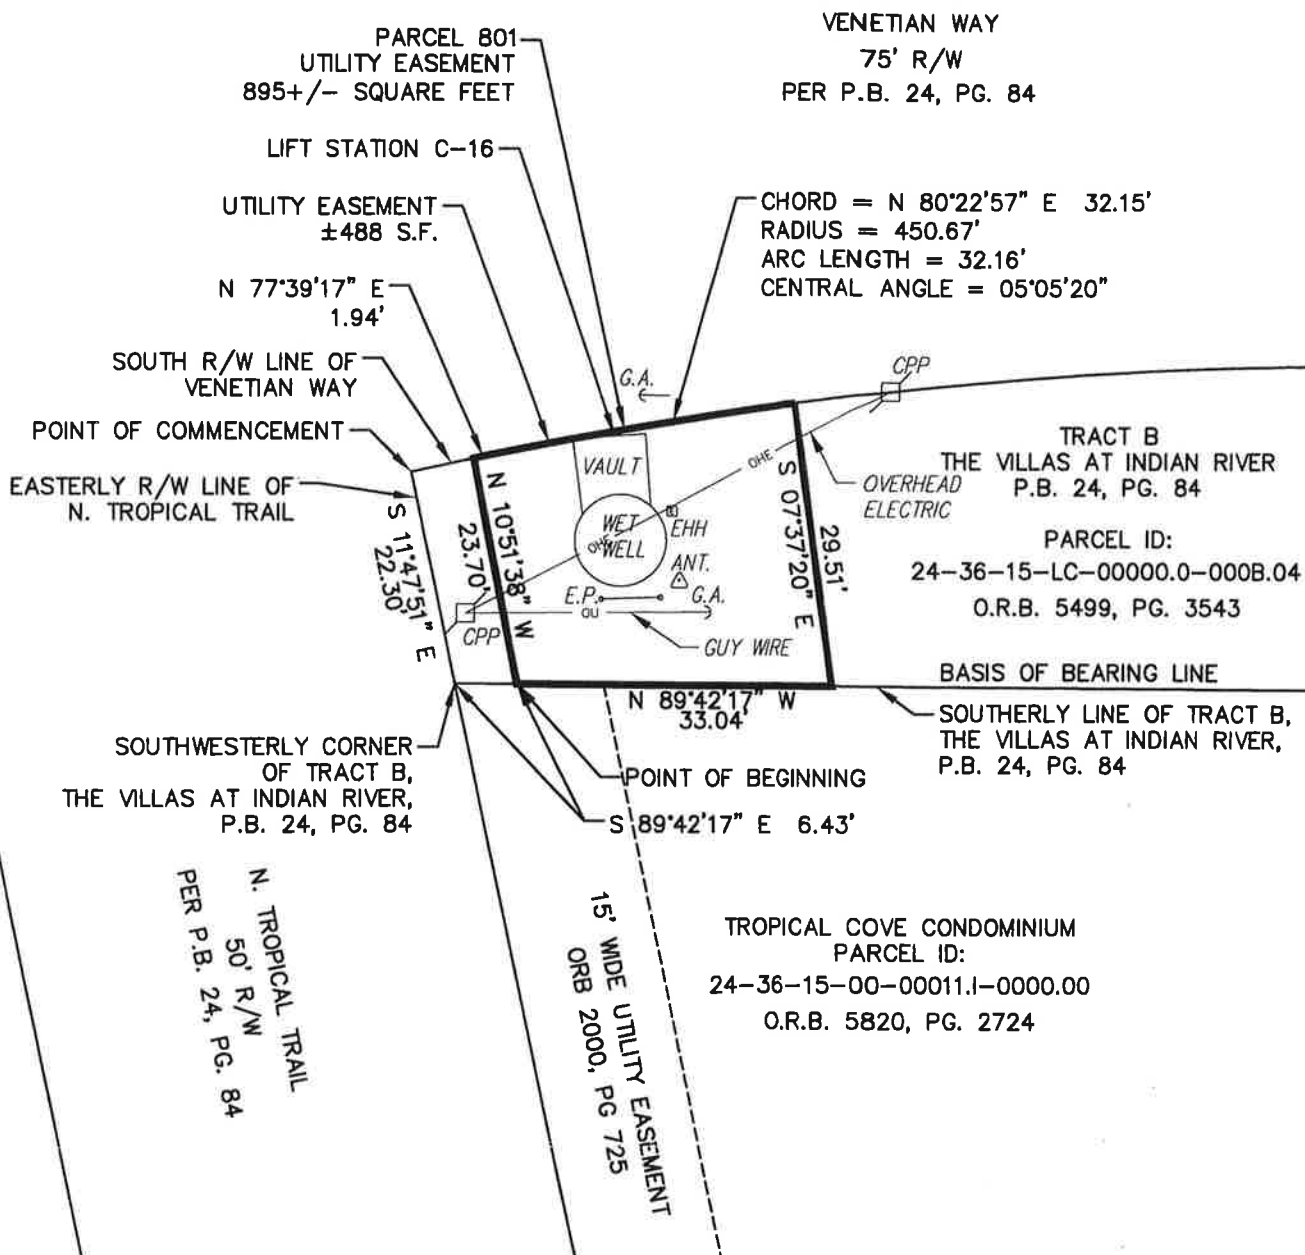 VENETIAN WAY
75' R/W
PER P.B. 24, PG. 84
PARCEL 801
UTILITY EASEMENT
895+/- SQUARE FEET
LIFT STATION C-16
UTILITY EASEMENT
±488 S.F.
N 77°39'17" E
1.94'
SOUTH R/W LINE OF
VENETIAN WAY
POINT OF COMMENCEMENT
EASTERLY R/W LINE OF
N. TROPICAL TRAIL
CHORD = N 80°22'57" E 32.15'
RADIUS = 450.67'
ARC LENGTH = 32.16'
CENTRAL ANGLE = 05°05'20"
G.A.
CPP
OHE
OVERHEAD
ELECTRIC
VAULT
WET
WELL
OHE
EHH
ANT.
G.A.
E.P.
GU
GUY WIRE
CPP
S 11°47'51" E
22.30'
N 10°51'38" W
23.70'
S 07°37'20" E
29.51'
N 89°42'17" W
33.04'
TRACT B
THE VILLAS AT INDIAN RIVER
P.B. 24, PG. 84
PARCEL ID:
24-36-15-LC-00000.0-000B.04
O.R.B. 5499, PG. 3543
BASIS OF BEARING LINE
SOUTHERLY LINE OF TRACT B,
THE VILLAS AT INDIAN RIVER,
P.B. 24, PG. 84
SOUTHWESTERLY CORNER
OF TRACT B,
THE VILLAS AT INDIAN RIVER,
P.B. 24, PG. 84
POINT OF BEGINNING
S 89°42'17" E 6.43'
N. TROPICAL TRAIL
50' R/W
PER P.B. 24, PG. 84
15' WIDE UTILITY EASEMENT
ORB 2000, PG 725
TROPICAL COVE CONDOMINIUM
PARCEL ID:
24-36-15-00-00011.I-0000.00
O.R.B. 5820, PG. 2724